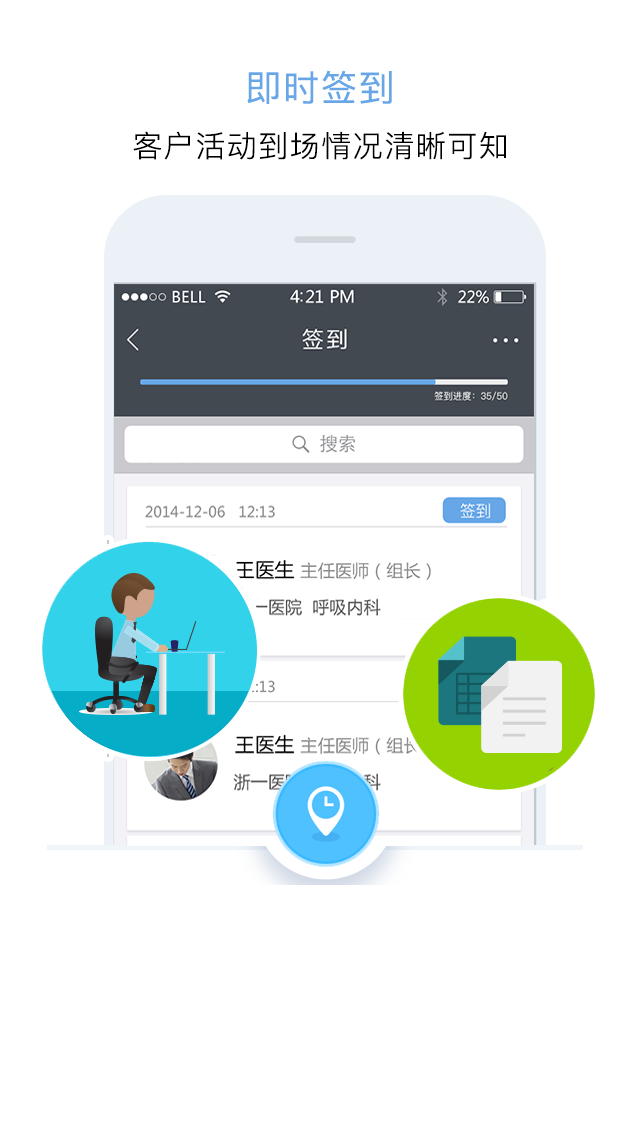 即时签到
客户活动到场情况清晰可知
BELL 4:21 PM 22%
签到
签到进度：35/50
搜索
2014-12-06 12:13 签到
王医生 主任医师（组长）
一医院 呼吸内科
:13
王医生 主任医师（组长
浙一医 科